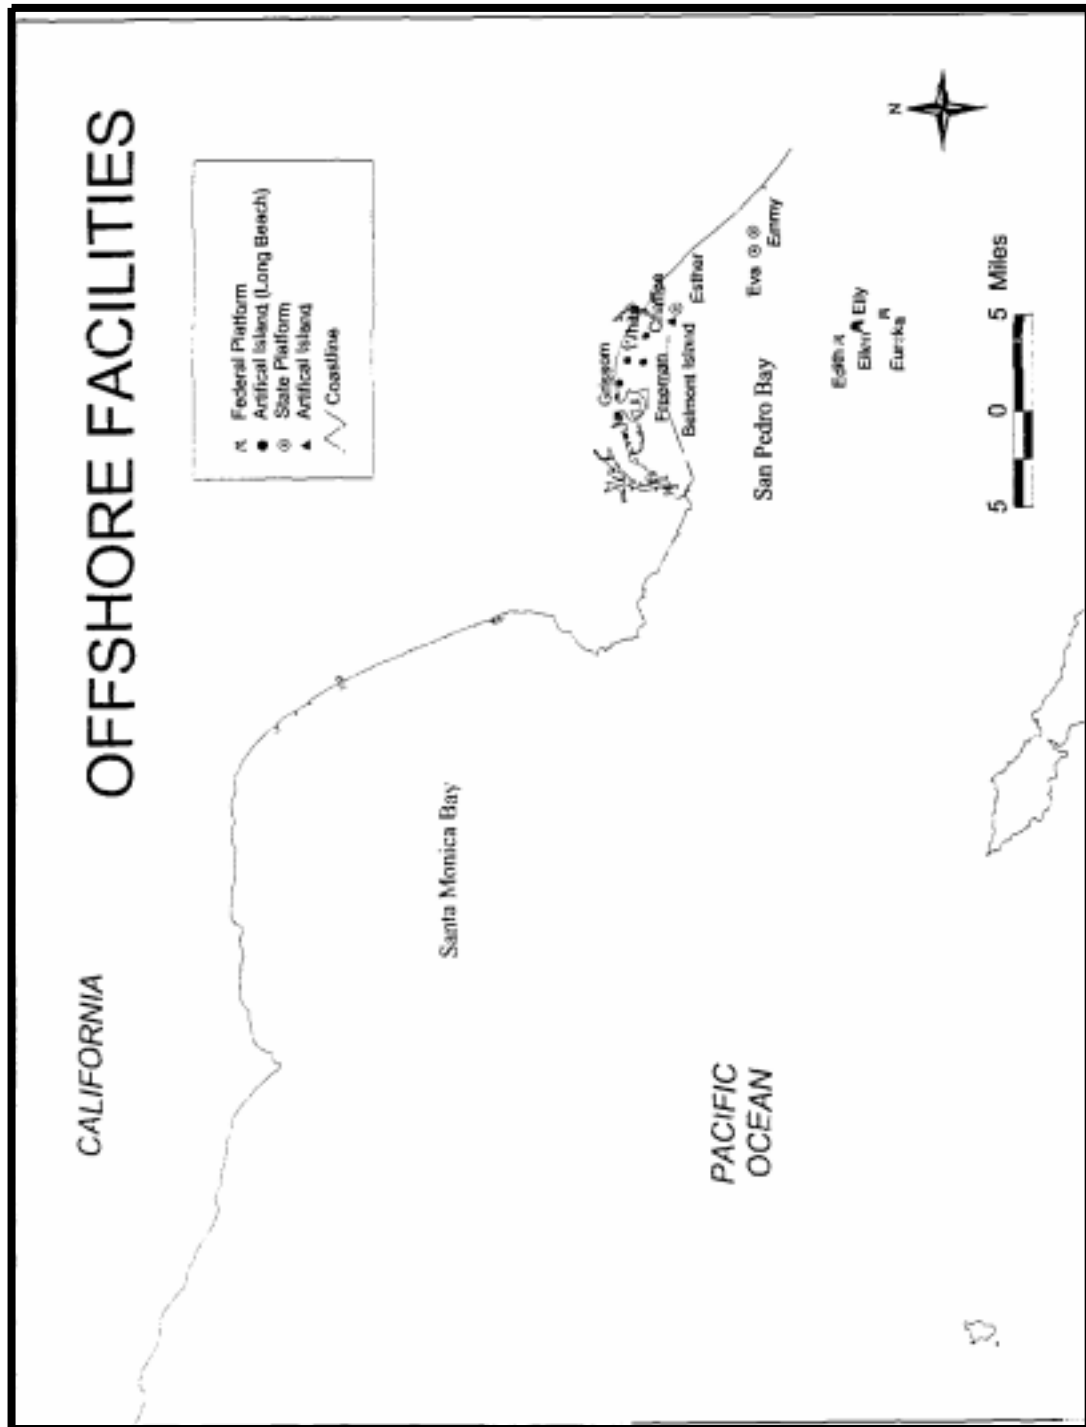 OFFSHORE FACILITIES
CALIFORNIA
Federal Platform
Artifical Island (Long Beach)
State Platform
Artifical Island
Coastline
Santa Monica Bay
Grissom
White
Chaffee
Freeman
Belmont Island
Esther
San Pedro Bay
Eva
Emmy
Edith
Ellen
Elly
Eureka
PACIFIC
OCEAN
N
5 0 5 Miles